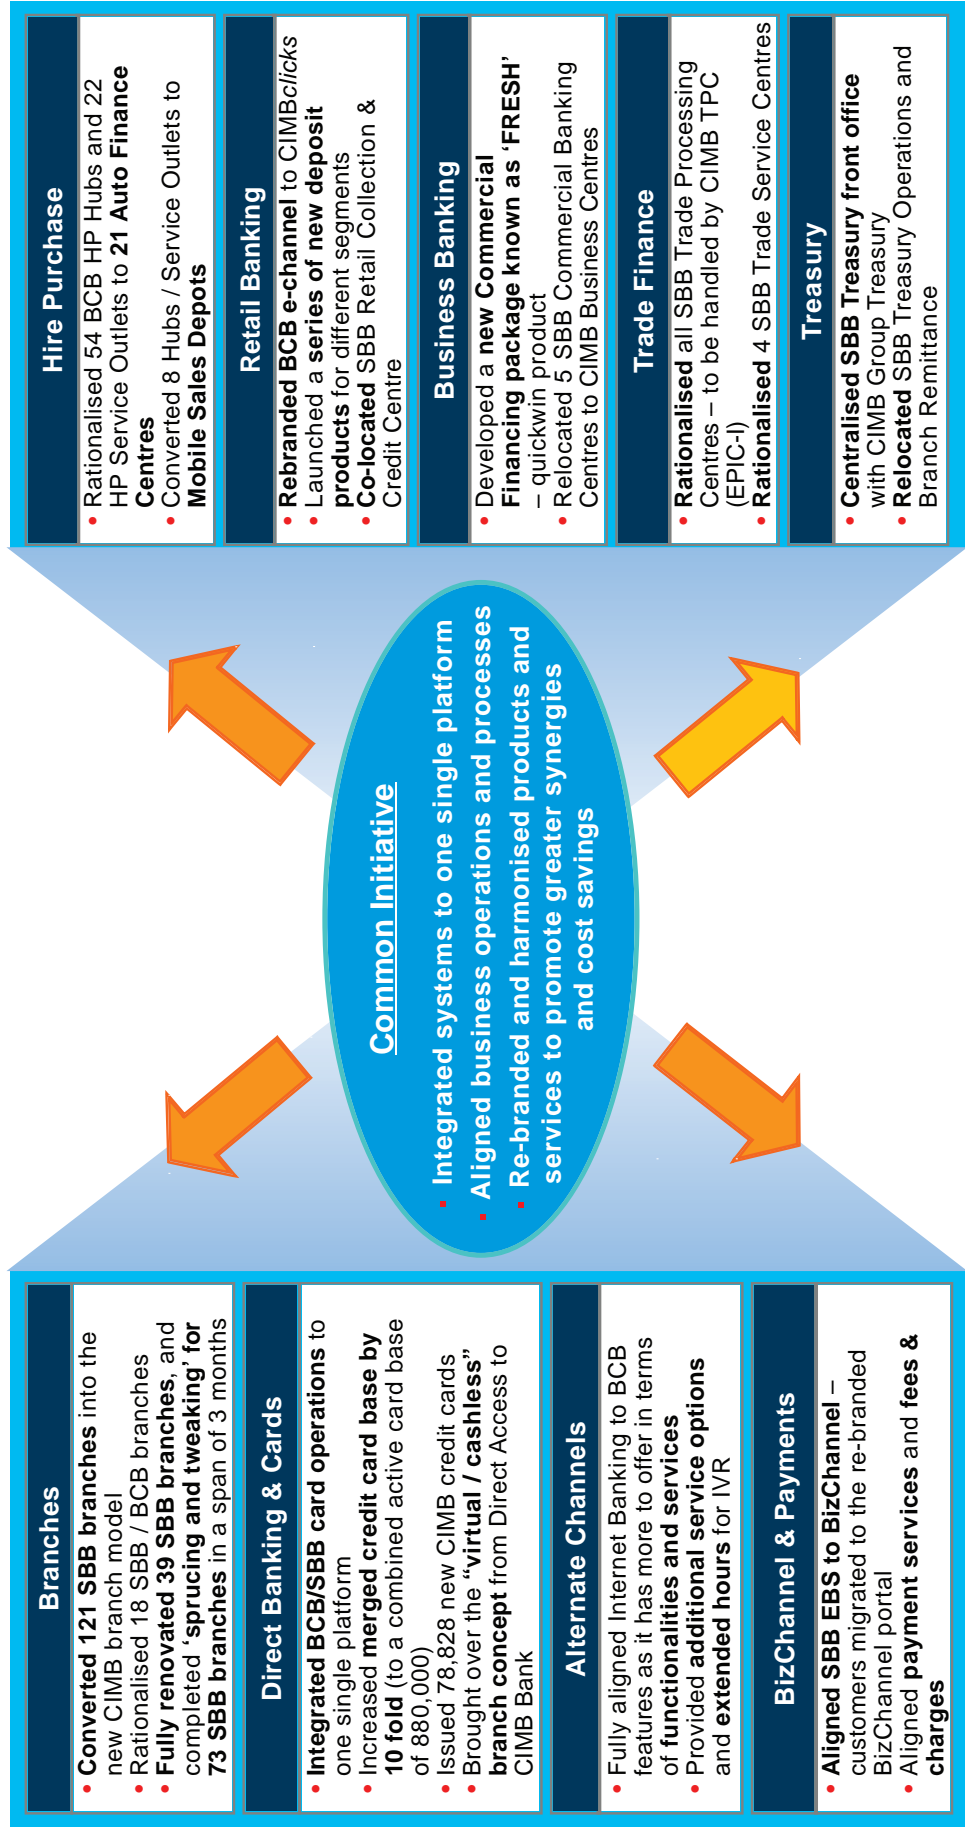 Branches
• Converted 121 SBB branches into the
new CIMB branch model
• Rationalised 18 SBB / BCB branches
• Fully renovated 39 SBB branches, and
completed ‘sprucing and tweaking’ for
73 SBB branches in a span of 3 months
Direct Banking & Cards
• Integrated BCB/SBB card operations to
one single platform
• Increased merged credit card base by
10 fold (to a combined active card base
of 880,000)
• Issued 78,828 new CIMB credit cards
• Brought over the “virtual / cashless”
branch concept from Direct Access to
CIMB Bank
Alternate Channels
• Fully aligned Internet Banking to BCB
features as it has more to offer in terms
of functionalities and services
• Provided additional service options
and extended hours for IVR
BizChannel & Payments
• Aligned SBB EBS to BizChannel –
customers migrated to the re-branded
BizChannel portal
• Aligned payment services and fees &
charges
Common Initiative
▪ Integrated systems to one single platform
▪ Aligned business operations and processes
▪ Re-branded and harmonised products and
services to promote greater synergies
and cost savings
Hire Purchase
• Rationalised 54 BCB HP Hubs and 22
HP Service Outlets to 21 Auto Finance
Centres
• Converted 8 Hubs / Service Outlets to
Mobile Sales Depots
Retail Banking
• Rebranded BCB e-channel to CIMBclicks
• Launched a series of new deposit
products for different segments
• Co-located SBB Retail Collection &
Credit Centre
Business Banking
• Developed a new Commercial
Financing package known as ‘FRESH’
– quickwin product
• Relocated 5 SBB Commercial Banking
Centres to CIMB Business Centres
Trade Finance
• Rationalised all SBB Trade Processing
Centres – to be handled by CIMB TPC
(EPIC-I)
• Rationalised 4 SBB Trade Service Centres
Treasury
• Centralised SBB Treasury front office
with CIMB Group Treasury
• Relocated SBB Treasury Operations and
Branch Remittance